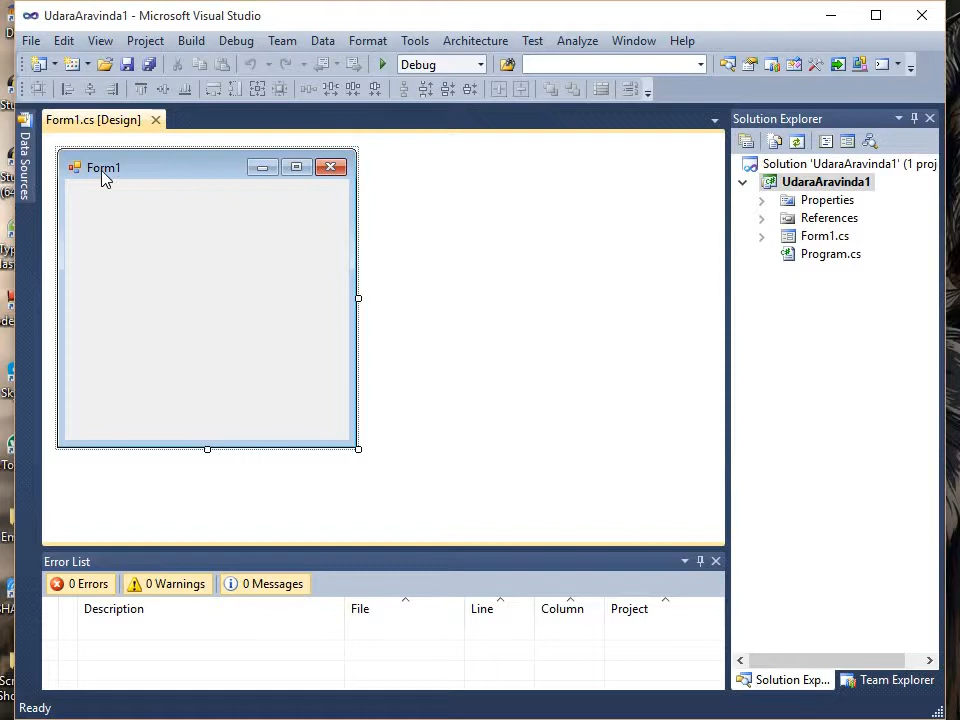 UdaraAravinda1 - Microsoft Visual Studio
File Edit View Project Build Debug Team Data Format Tools Architecture Test Analyze Window Help
Debug
Data Sources
Form1.cs [Design]
Form1
Solution Explorer
Solution 'UdaraAravinda1' (1 proj
UdaraAravinda1
Properties
References
Form1.cs
Program.cs
Error List
0 Errors
0 Warnings
0 Messages
Description File Line Column Project
Solution Exp... Team Explorer
Ready